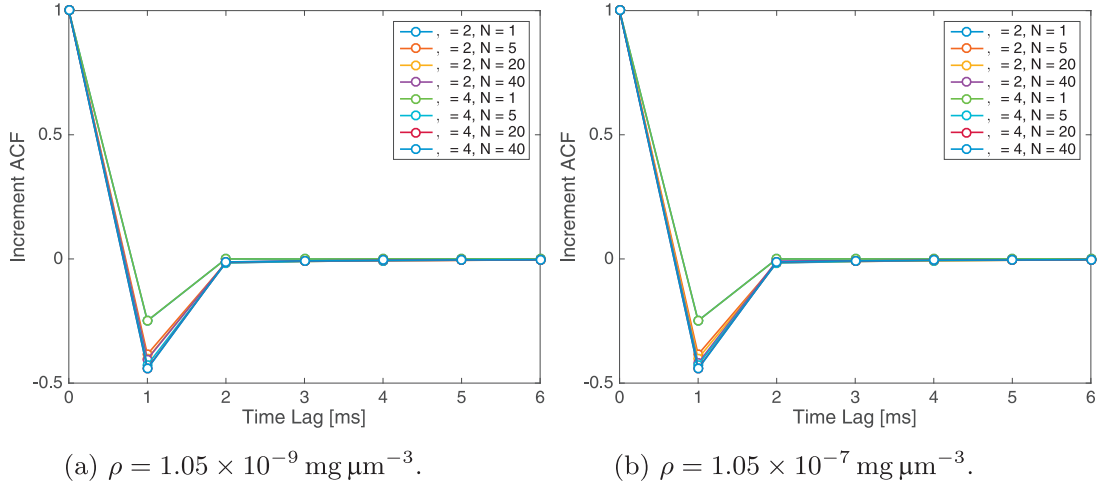 1
0.5
0
-0.5
Increment ACF
, = 2, N = 1
, = 2, N = 5
, = 2, N = 20
, = 2, N = 40
, = 4, N = 1
, = 4, N = 5
, = 4, N = 20
, = 4, N = 40
0 1 2 3 4 5 6
Time Lag [ms]
(a) ρ = 1.05 × 10⁻⁹ mg μm⁻³.
1
0.5
0
-0.5
Increment ACF
, = 2, N = 1
, = 2, N = 5
, = 2, N = 20
, = 2, N = 40
, = 4, N = 1
, = 4, N = 5
, = 4, N = 20
, = 4, N = 40
0 1 2 3 4 5 6
Time Lag [ms]
(b) ρ = 1.05 × 10⁻⁷ mg μm⁻³.